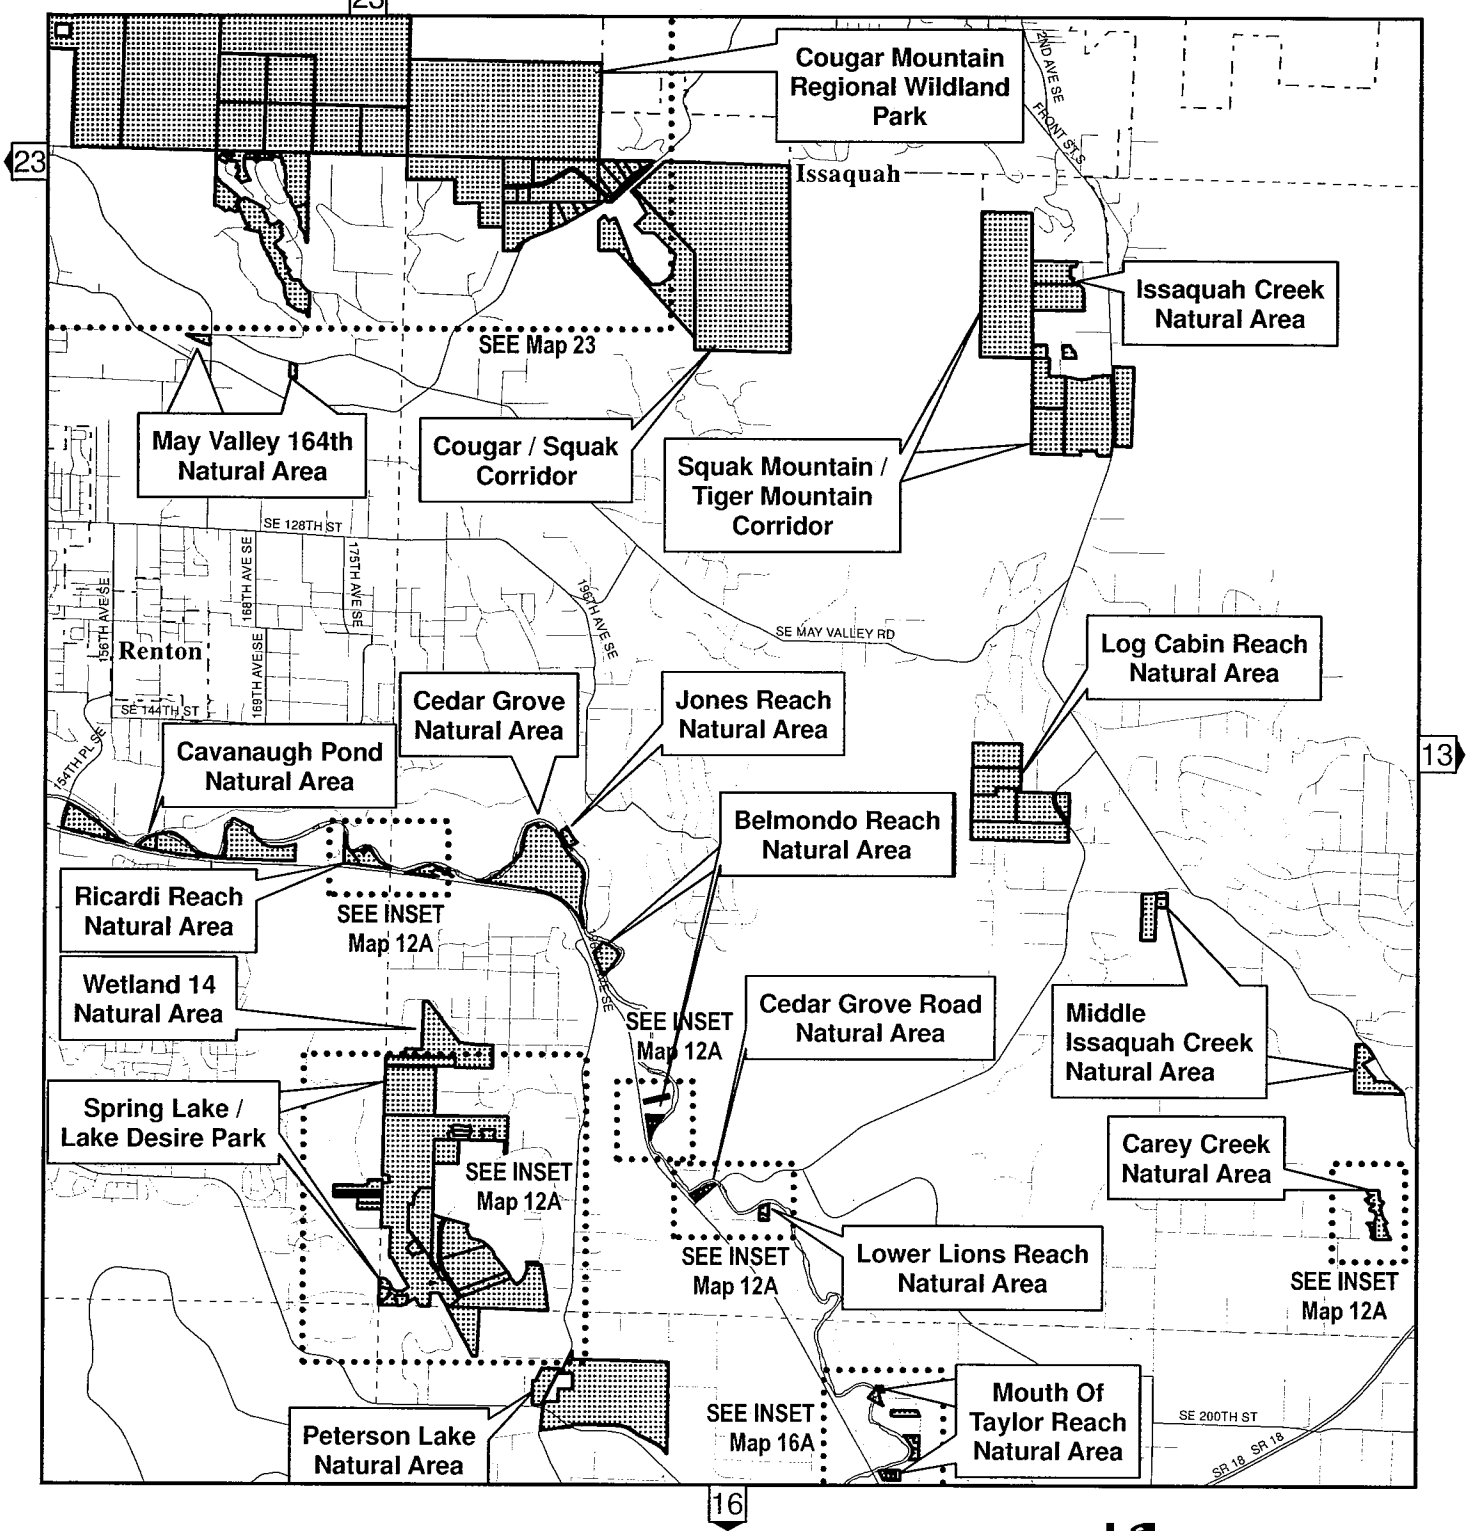 23
Cougar Mountain
Regional Wildland
Park
2ND AVE SE
FRONT ST S.
23
Issaquah
Issaquah Creek
Natural Area
SEE Map 23
May Valley 164th
Natural Area
Cougar / Squak
Corridor
Squak Mountain /
Tiger Mountain
Corridor
SE 128TH ST
156TH AVE SE
168TH AVE SE
175TH AVE SE
196TH AVE SE
SE MAY VALLEY RD
Renton
169TH AVE SE
SE 144TH ST
154TH PL SE
Log Cabin Reach
Natural Area
Cedar Grove
Natural Area
Jones Reach
Natural Area
Cavanaugh Pond
Natural Area
13
Belmondo Reach
Natural Area
Ricardi Reach
Natural Area
SEE INSET
Map 12A
Wetland 14
Natural Area
Cedar Grove Road
Natural Area
SEE INSET
Map 12A
Middle
Issaquah Creek
Natural Area
Spring Lake /
Lake Desire Park
SEE INSET
Map 12A
Carey Creek
Natural Area
Lower Lions Reach
Natural Area
SEE INSET
Map 12A
SEE INSET
Map 12A
Mouth Of
Taylor Reach
Natural Area
SEE INSET
Map 16A
SE 200TH ST
SR 18
SR 18
Peterson Lake
Natural Area
16